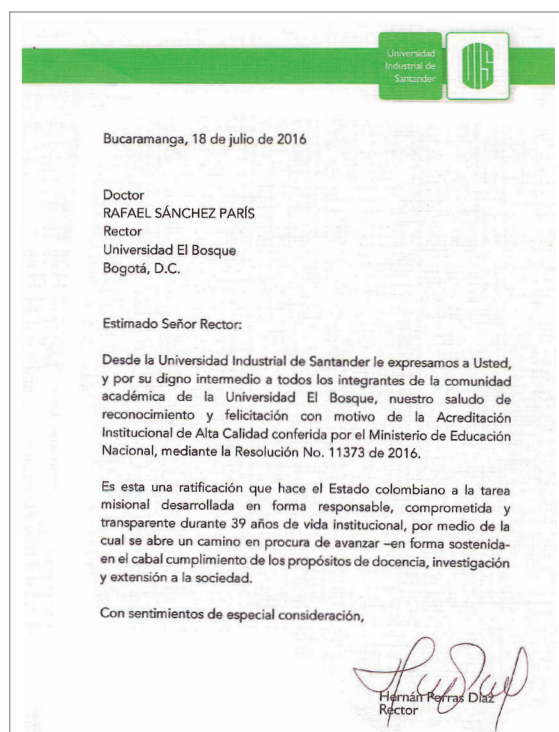 Universidad
Industrial de
Santander
UIS
Bucaramanga, 18 de julio de 2016
Doctor
RAFAEL SÁNCHEZ PARÍS
Rector
Universidad El Bosque
Bogotá, D.C.
Estimado Señor Rector:
Desde la Universidad Industrial de Santander le expresamos a Usted,
y por su digno intermedio a todos los integrantes de la comunidad
académica de la Universidad El Bosque, nuestro saludo de
reconocimiento y felicitación con motivo de la Acreditación
Institucional de Alta Calidad conferida por el Ministerio de Educación
Nacional, mediante la Resolución No. 11373 de 2016.
Es esta una ratificación que hace el Estado colombiano a la tarea
misional desarrollada en forma responsable, comprometida y
transparente durante 39 años de vida institucional, por medio de la
cual se abre un camino en procura de avanzar –en forma sostenida-
en el cabal cumplimiento de los propósitos de docencia, investigación
y extensión a la sociedad.
Con sentimientos de especial consideración,
Hernán Porras Díaz
Rector